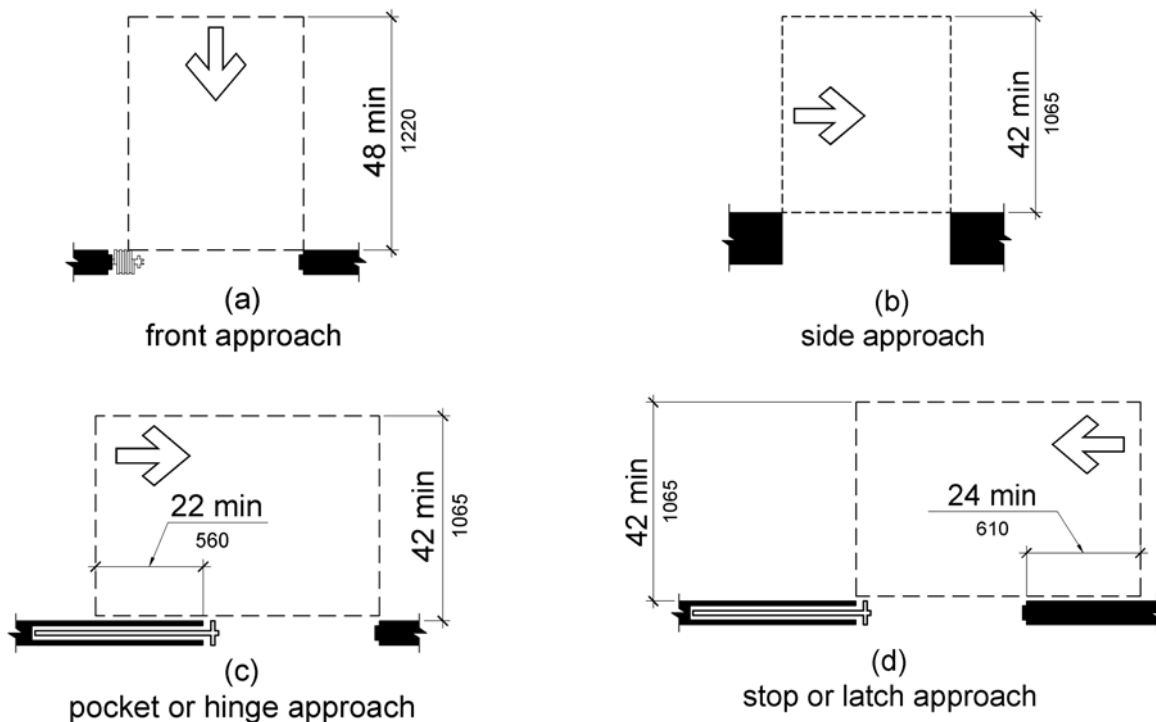 48 min
1220
(a)
front approach
42 min
1065
(b)
side approach
22 min
560
42 min
1065
(c)
pocket or hinge approach
42 min
1065
24 min
610
(d)
stop or latch approach